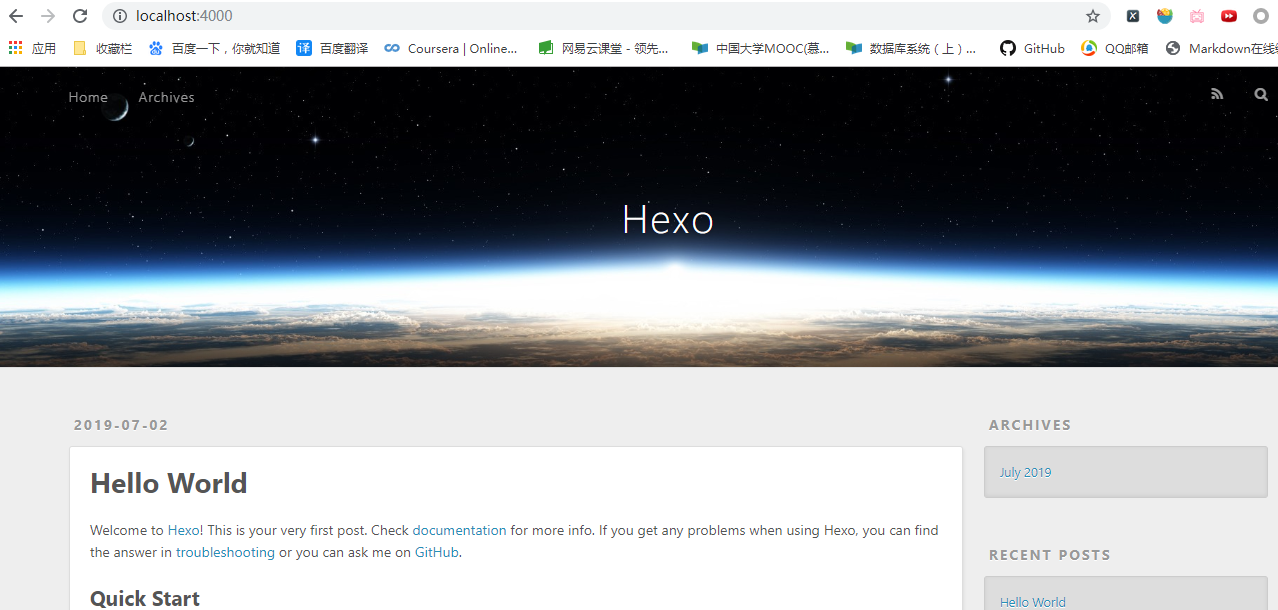 localhost:4000
应用 收藏栏 百度一下，你就知道 百度翻译 Coursera | Online... 网易云课堂 - 领先... 中国大学MOOC(慕... 数据库系统（上）... GitHub QQ邮箱 Markdown在线
Home Archives
Hexo
2019-07-02
Hello World
Welcome to Hexo! This is your very first post. Check documentation for more info. If you get any problems when using Hexo, you can find
the answer in troubleshooting or you can ask me on GitHub.
Quick Start
ARCHIVES
July 2019
RECENT POSTS
Hello World